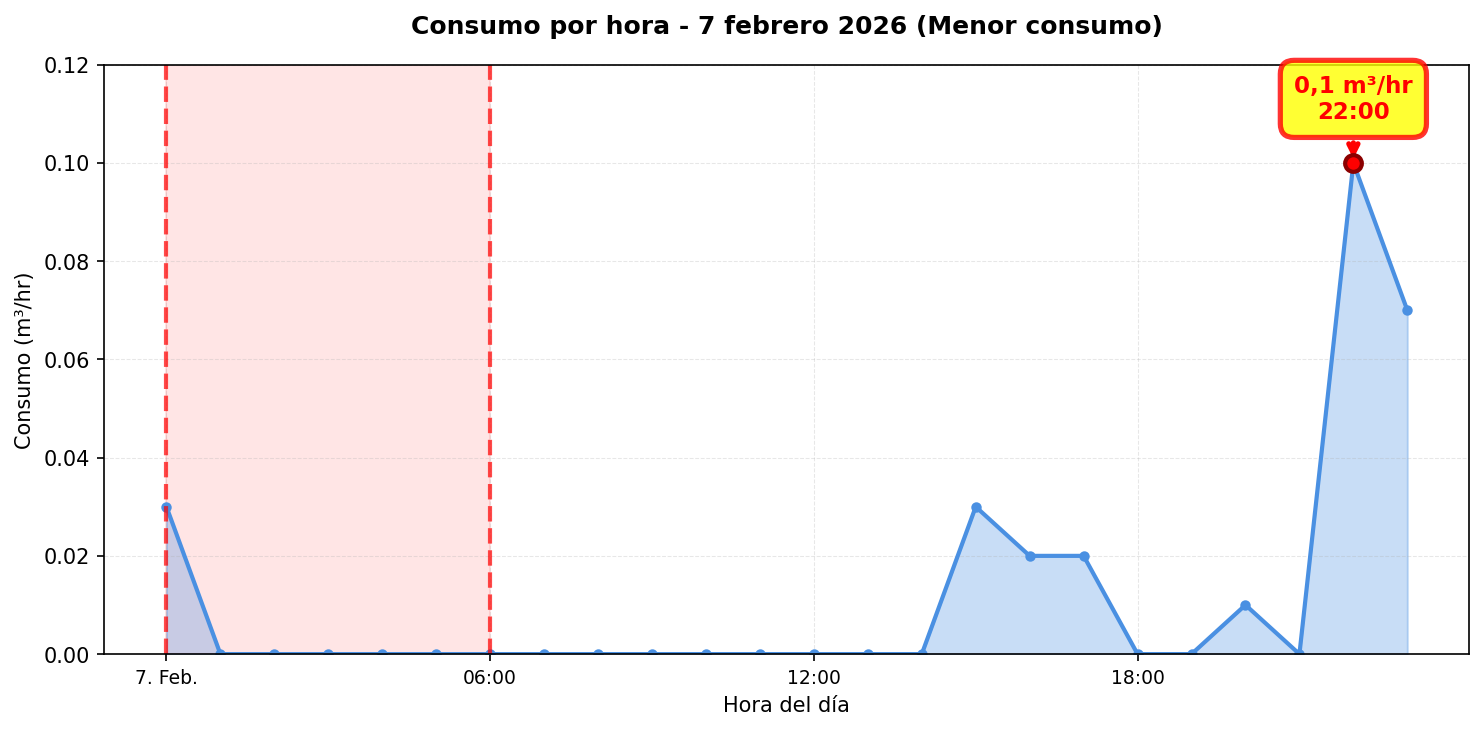 Consumo por hora - 7 febrero 2026 (Menor consumo)
0,1 m³/hr
22:00
Consumo (m³/hr)
0.12
0.10
0.08
0.06
0.04
0.02
0.00
7. Feb.
06:00
12:00
18:00
Hora del día